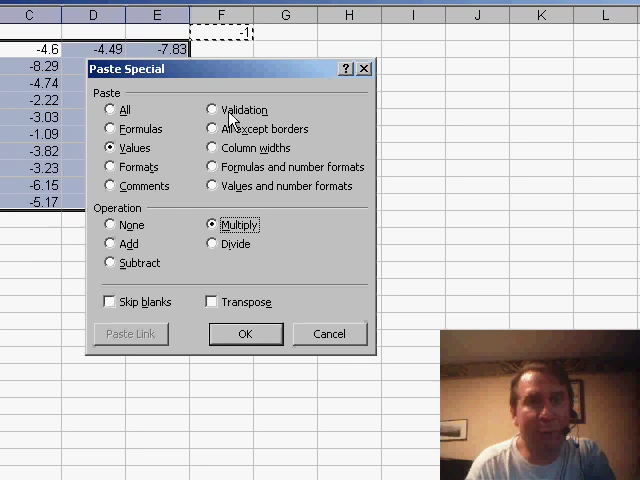 C D E F G H I J K L
-1
-4.6 -4.49 -7.83
-8.29
Paste Special ?
-4.74 Paste
-2.22 All Validation
-3.03 Formulas All except borders
-1.09
-3.82 Values Column widths
-3.23 Formats Formulas and number formats
-6.15 Comments Values and number formats
-5.17
Operation
None Multiply
Add Divide
Subtract
Skip blanks Transpose
Paste Link OK Cancel